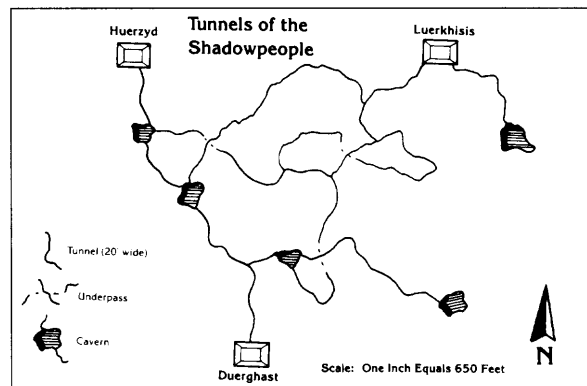 Huerzyd
Tunnels of the
Shadowpeople
Luerkhisis
Tunnel (20' wide)
Underpass
Cavern
Duerghast
Scale: One Inch Equals 650 Feet
N